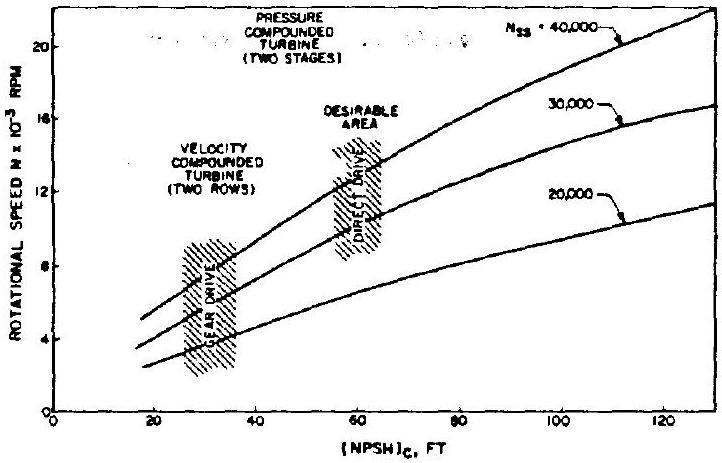 PRESSURE
COMPOUNDED
TURBINE
(TWO STAGES)
Nss = 40,000
30,000
20,000
DESIRABLE
AREA
DIRECT DRIVE
VELOCITY
COMPOUNDED
TURBINE
(TWO ROWS)
GEAR DRIVE
ROTATIONAL SPEED N x 10⁻³ RPM
20
16
12
8
4
0
0
20
40
60
80
100
120
[NPSH]c, FT